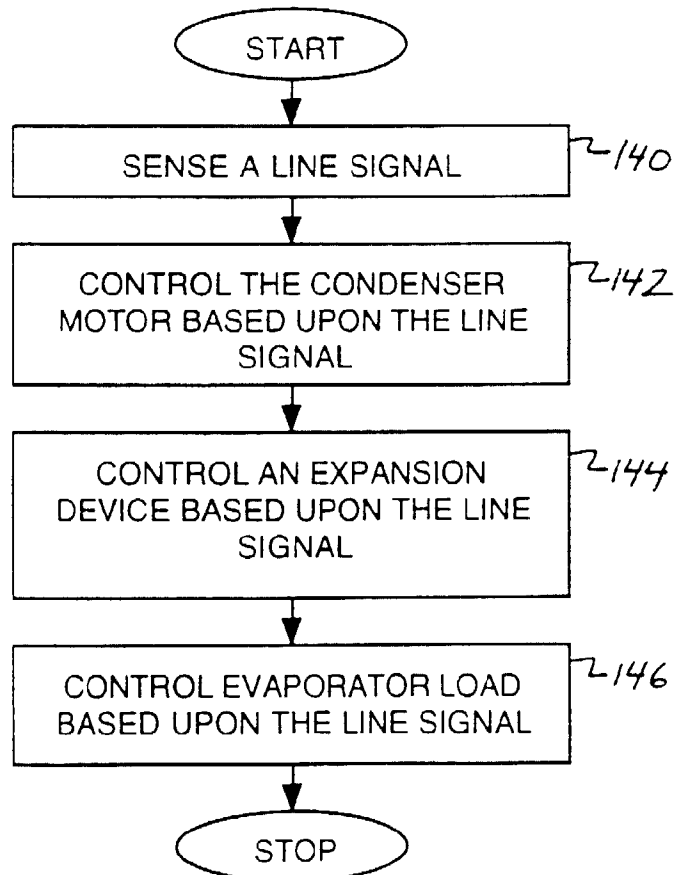 START
SENSE A LINE SIGNAL
140
CONTROL THE CONDENSER
MOTOR BASED UPON THE LINE
SIGNAL
142
CONTROL AN EXPANSION
DEVICE BASED UPON THE LINE
SIGNAL
144
CONTROL EVAPORATOR LOAD
BASED UPON THE LINE SIGNAL
146
STOP